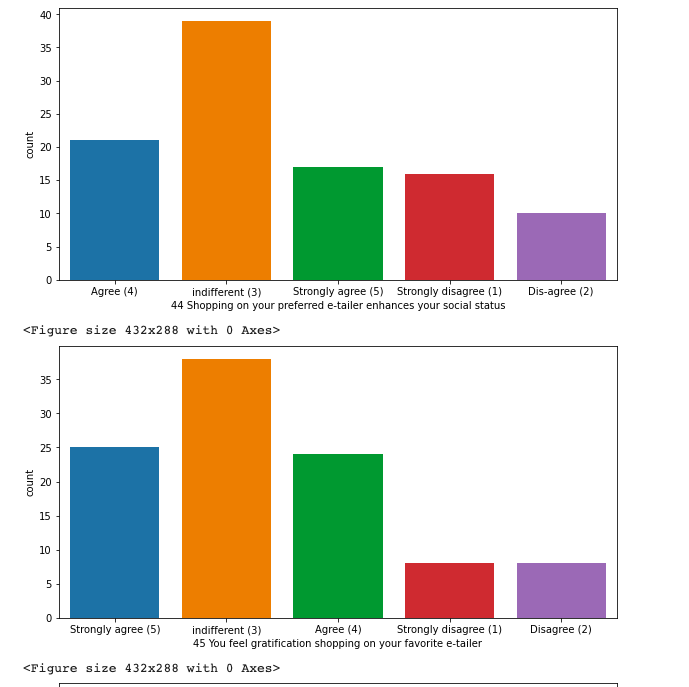 40
35
30
25
20
15
10
5
0
count
Agree (4) indifferent (3) Strongly agree (5) Strongly disagree (1) Dis-agree (2)
44 Shopping on your preferred e-tailer enhances your social status
<Figure size 432x288 with 0 Axes>
35
30
25
20
15
10
5
0
count
Strongly agree (5) indifferent (3) Agree (4) Strongly disagree (1) Disagree (2)
45 You feel gratification shopping on your favorite e-tailer
<Figure size 432x288 with 0 Axes>